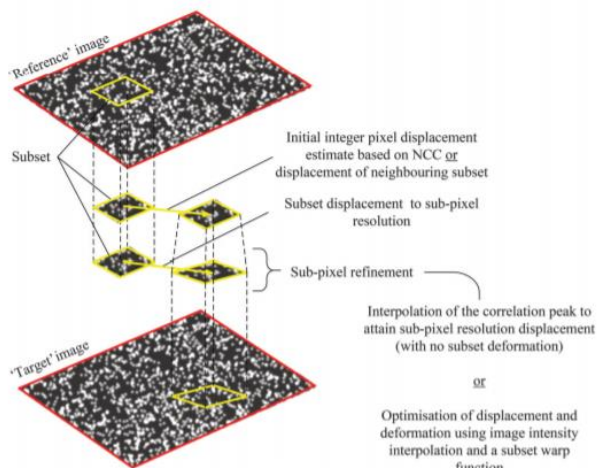 'Reference' image
Initial integer pixel displacement
estimate based on NCC or
displacement of neighbouring subset
Subset
Subset displacement to sub-pixel
resolution
Sub-pixel refinement
Interpolation of the correlation peak to
attain sub-pixel resolution displacement
(with no subset deformation)
'Target' image
or
Optimisation of displacement and
deformation using image intensity
interpolation and a subset warp
function